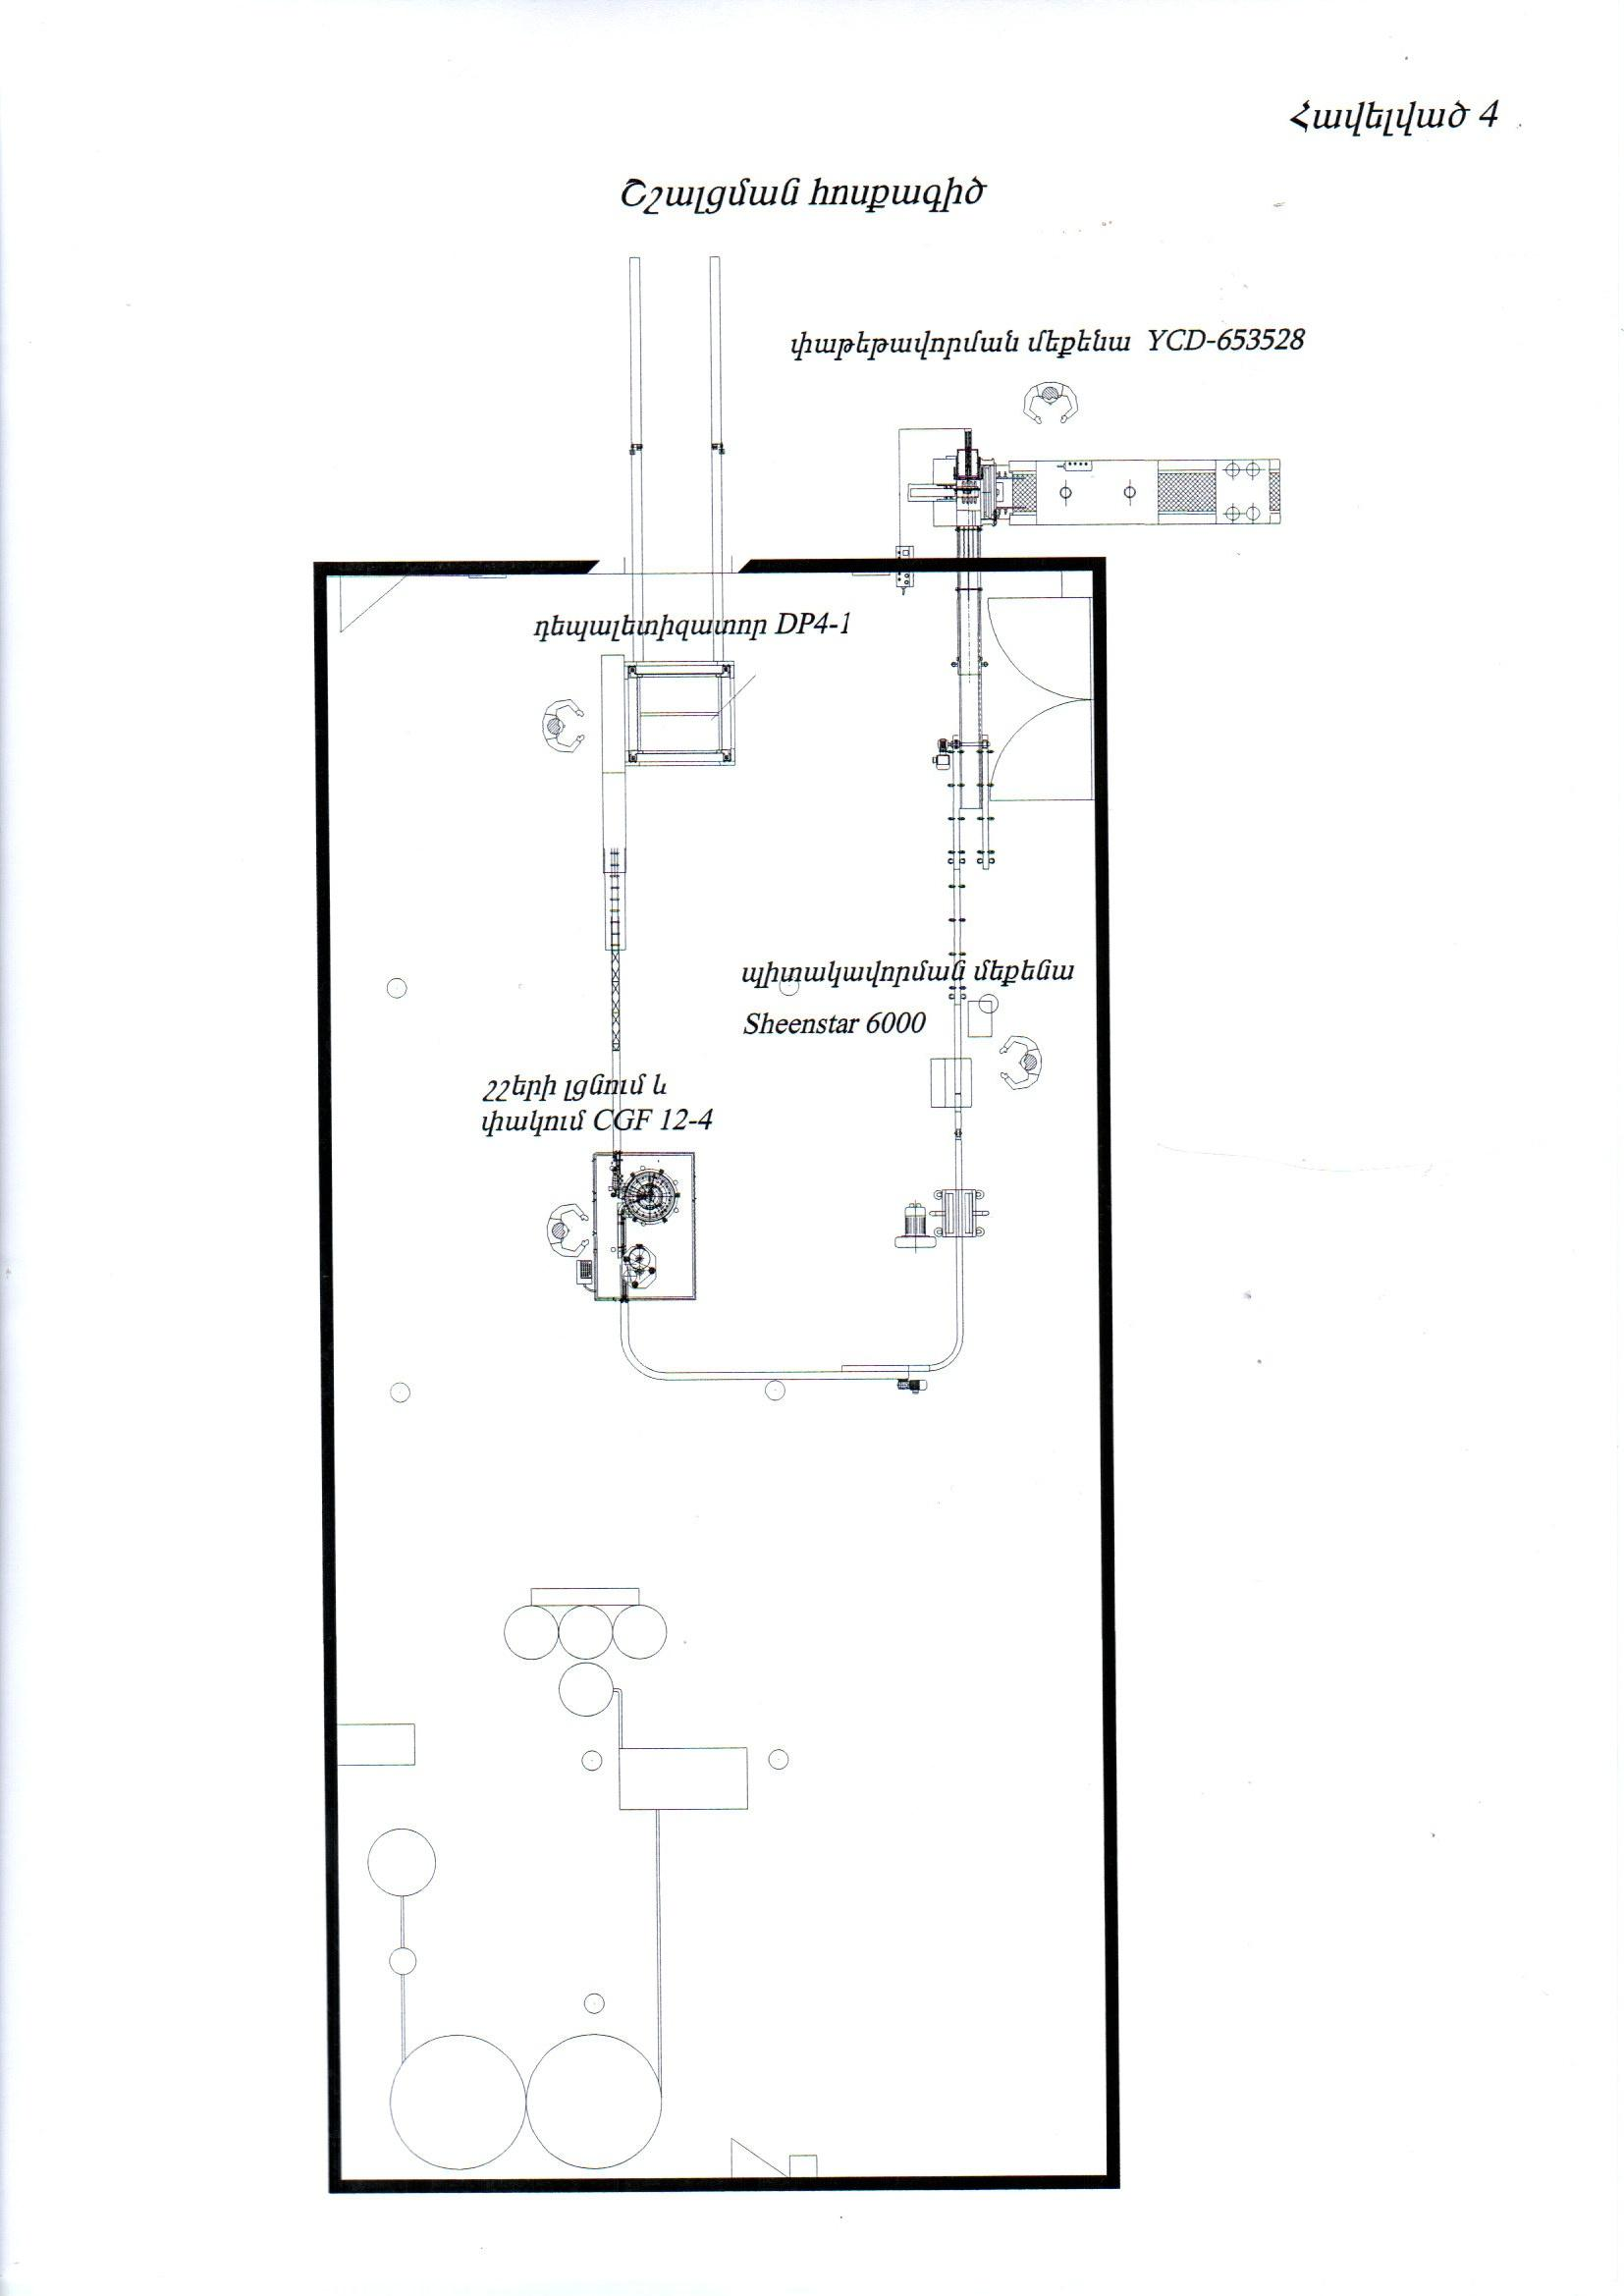 Հավելված 4
Շշալցման հոսքագիծ
փաթեթավորման մեքենա YCD-653528
դեպալետիզատոր DP4-1
պիտակավորման մեքենա
Sheenstar 6000
շշերի լցնում և
փակում CGF 12-4